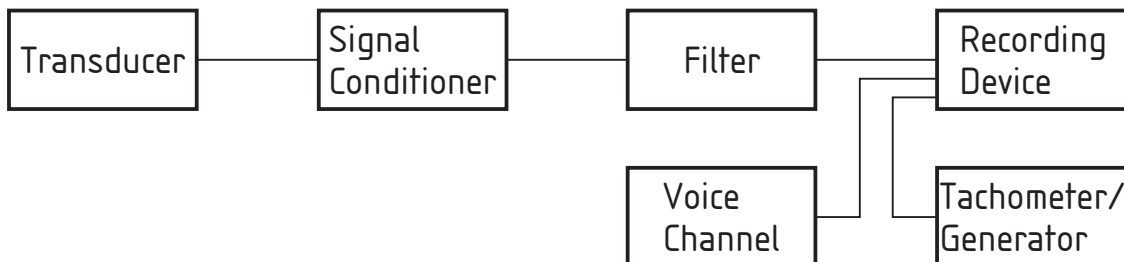 Transducer
Signal
Conditioner
Filter
Recording
Device
Voice
Channel
Tachometer/
Generator